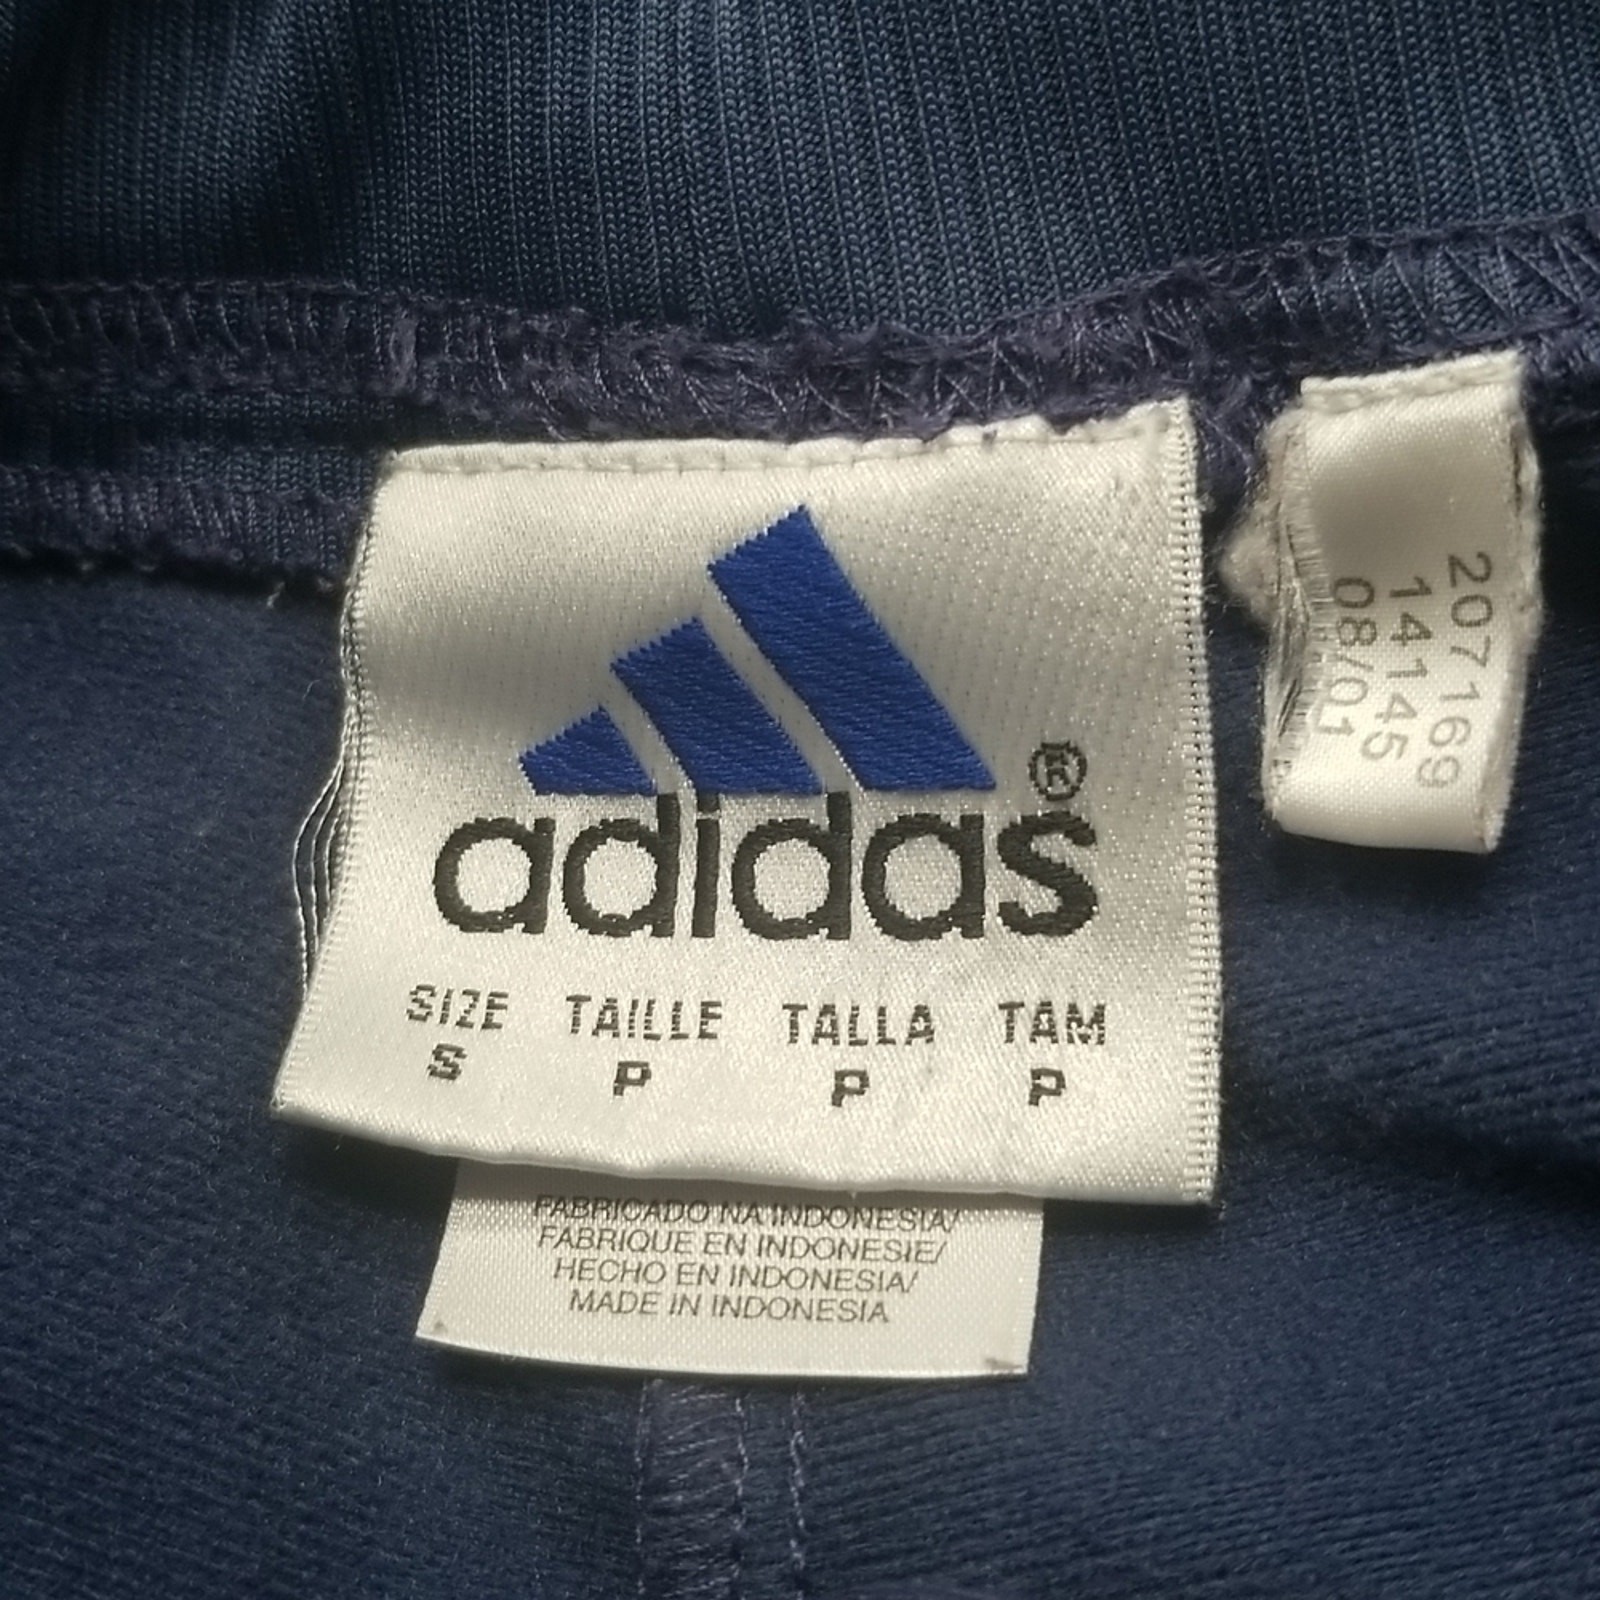 adidas®
SIZE TAILLE TALLA TAM
S P P P
FABRICADO NA INDONESIA/
FABRIQUE EN INDONESIE/
HECHO EN INDONESIA/
MADE IN INDONESIA
207169
14145
08/01